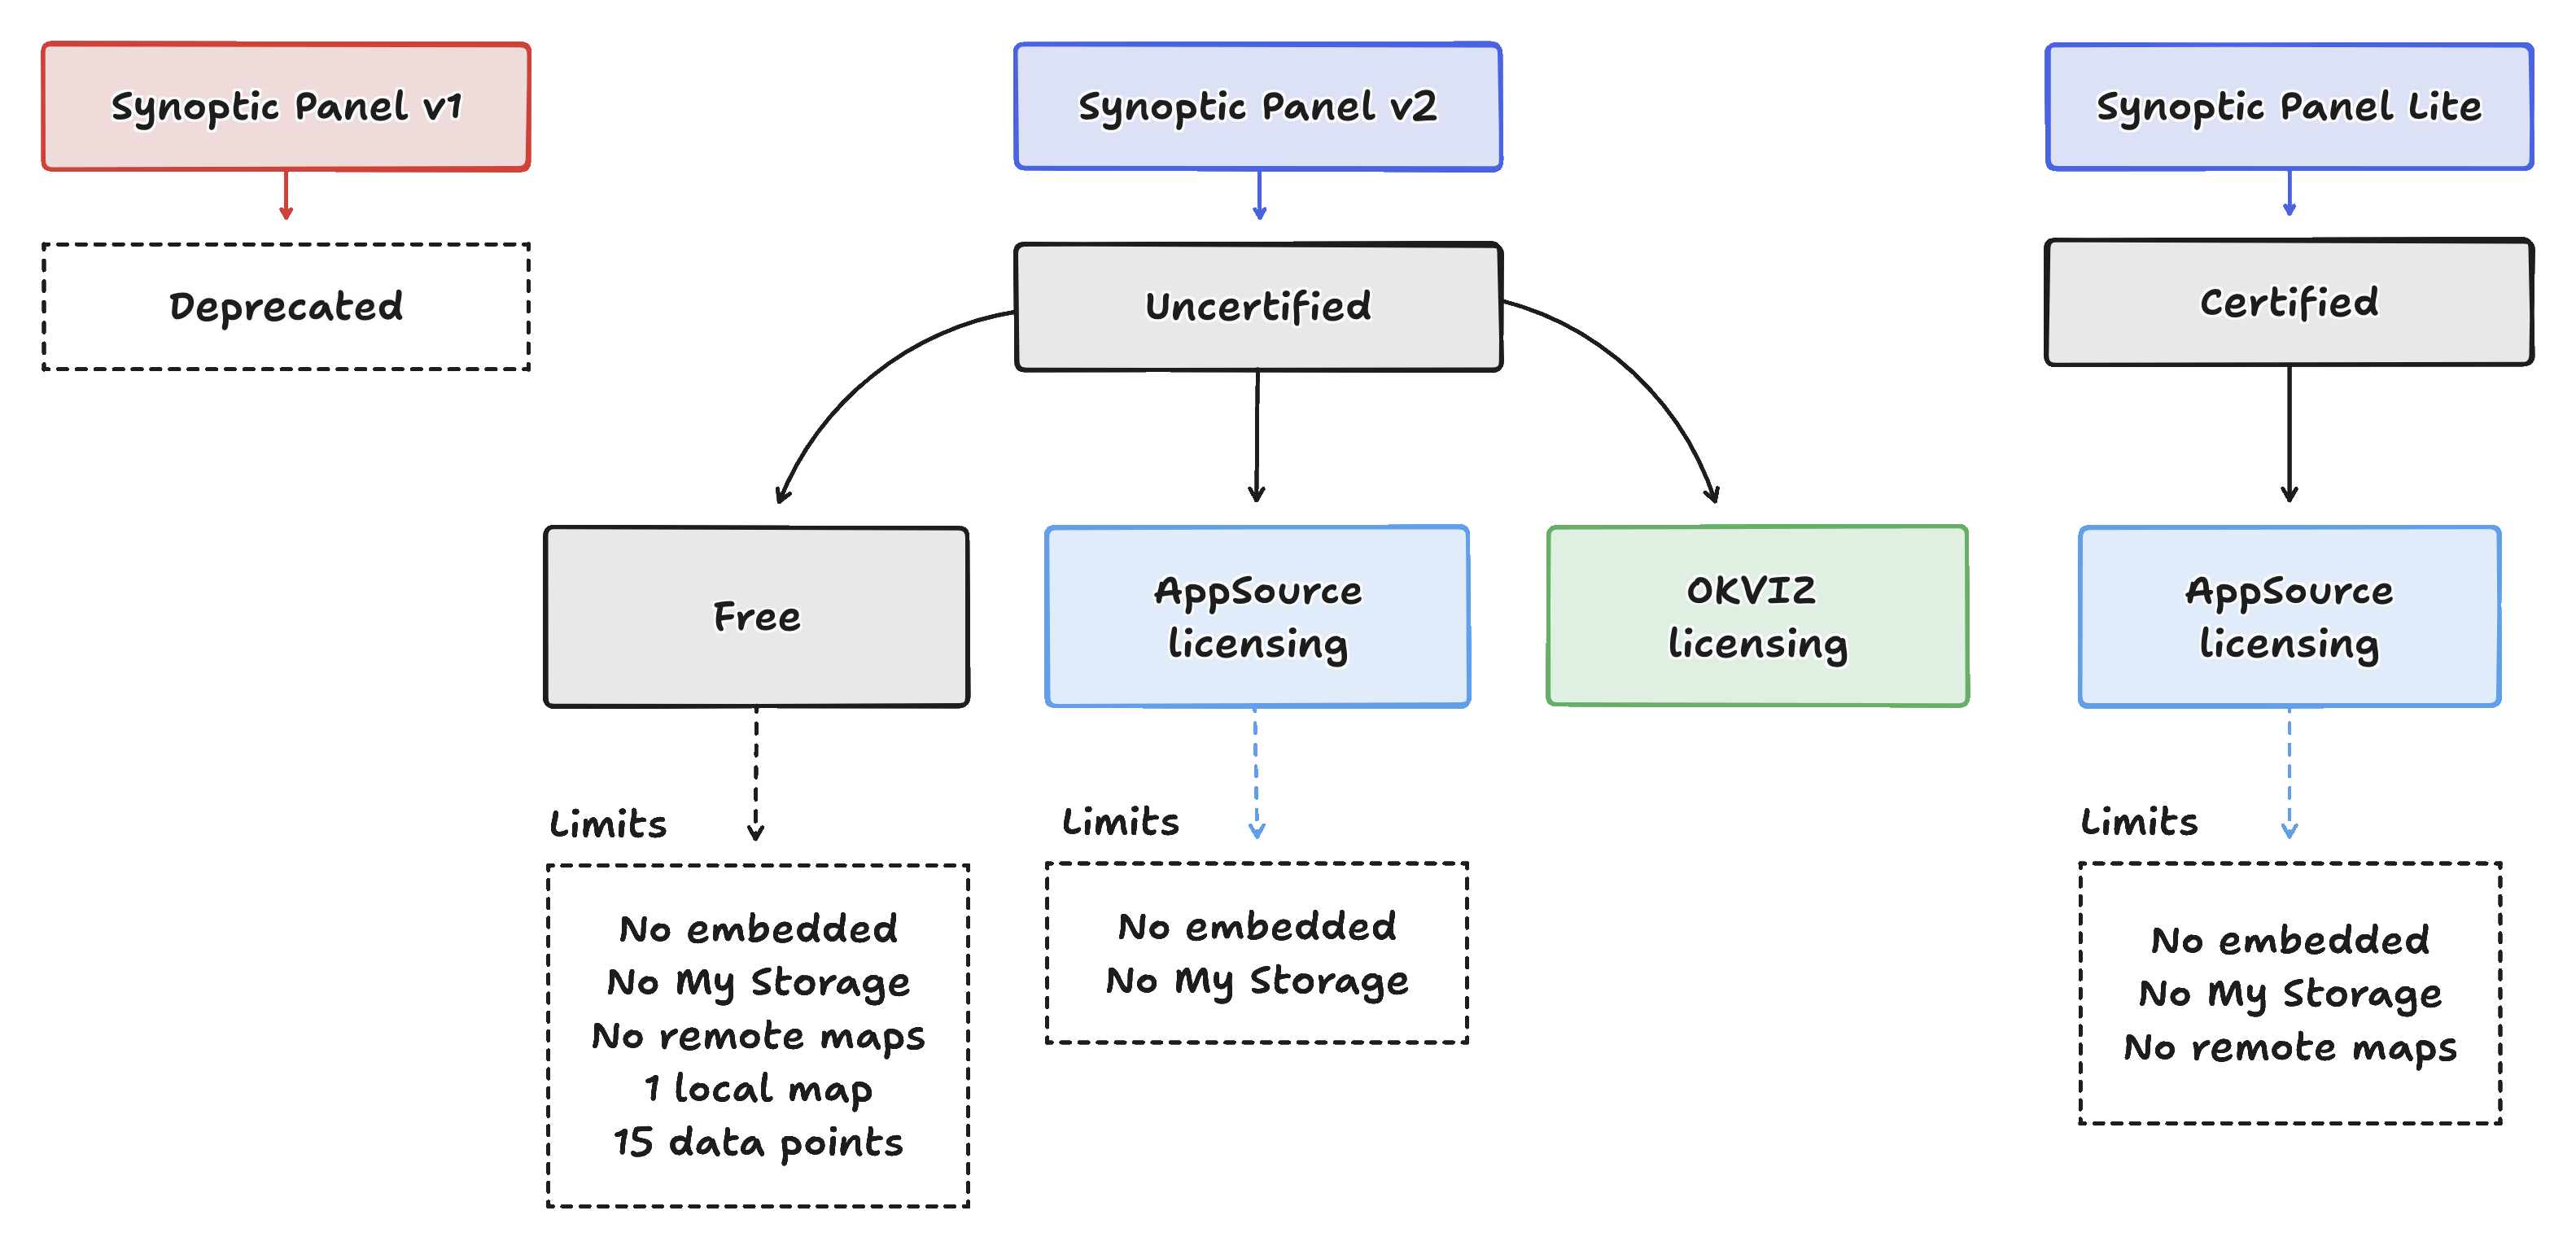 Synoptic Panel v1
Synoptic Panel v2
Synoptic Panel Lite
Deprecated
Uncertified
Certified
Free
AppSource
licensing
OKVIZ
licensing
AppSource
licensing
Limits
No embedded
No My Storage
No remote maps
1 local map
15 data points
Limits
No embedded
No My Storage
Limits
No embedded
No My Storage
No remote maps